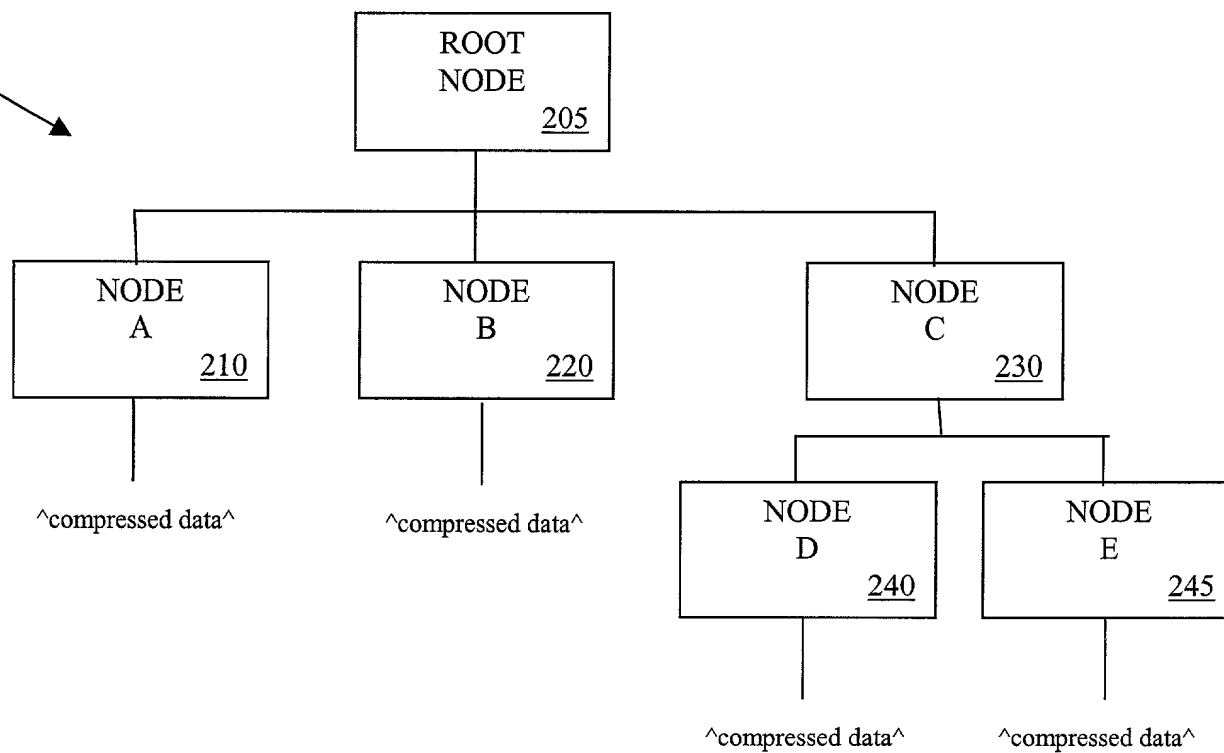 ROOT
NODE
205
NODE
A
210
NODE
B
220
NODE
C
230
^compressed data^
^compressed data^
NODE
D
240
NODE
E
245
^compressed data^
^compressed data^